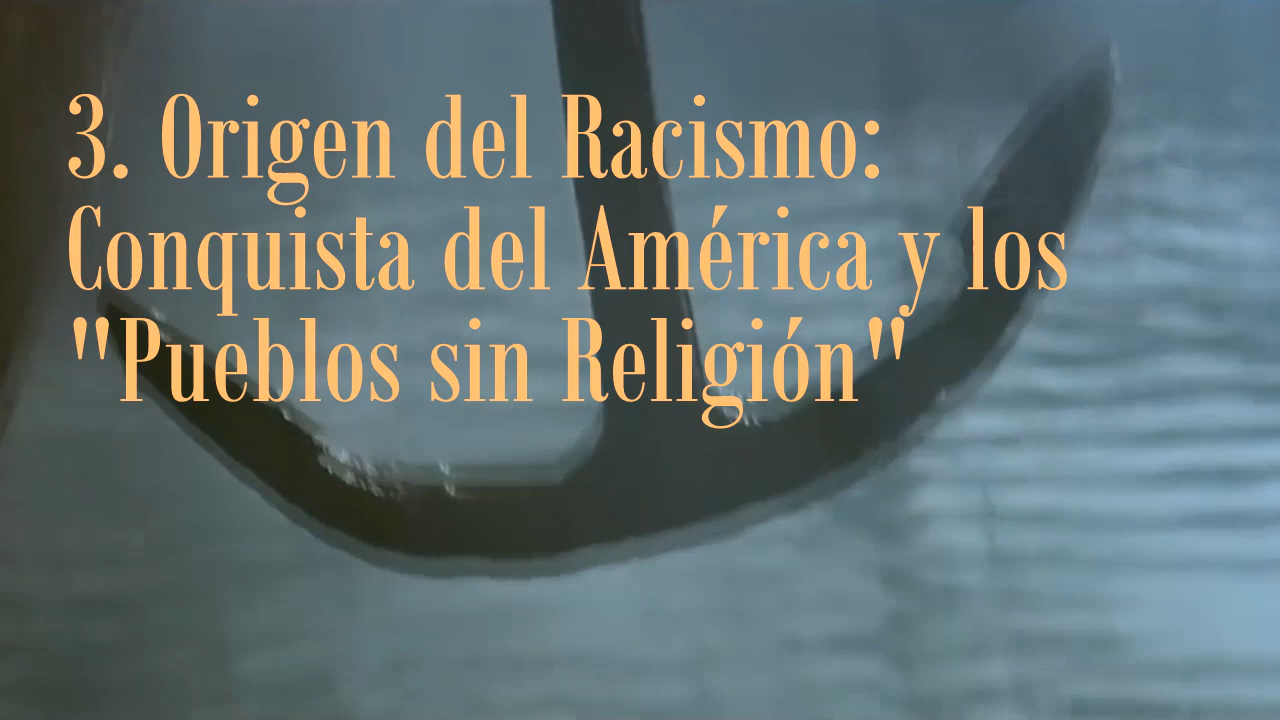 3. Origen del Racismo:
Conquista del América y los
"Pueblos sin Religión"